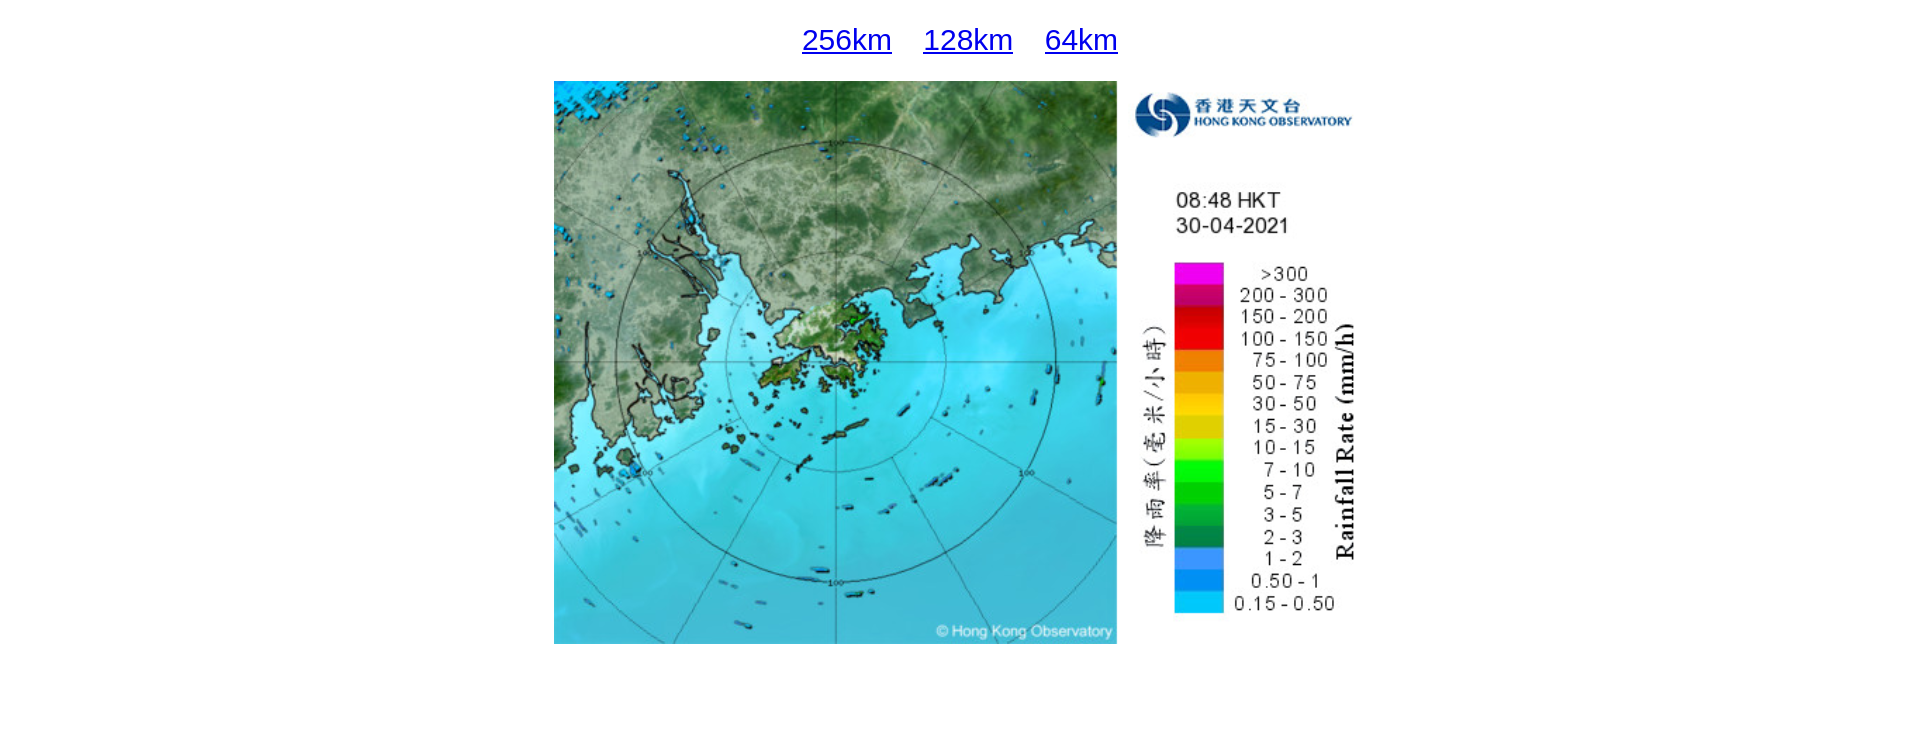 256km 128km 64km
香港天文台
HONG KONG OBSERVATORY
08:48 HKT
30-04-2021
>300
200 - 300
150 - 200
100 - 150
75 - 100
50 - 75
30 - 50
15 - 30
10 - 15
7 - 10
5 - 7
3 - 5
2 - 3
1 - 2
0.50 - 1
0.15 - 0.50
降雨率(毫米/小時)
Rainfall Rate (mm/h)
100
100
100
100
100
100
© Hong Kong Observatory